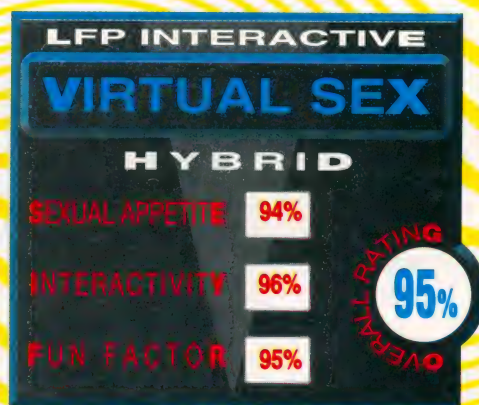 LFP INTERACTIVE
VIRTUAL SEX
HYBRID
SEXUAL APPETITE 94%
INTERACTIVITY 96%
FUN FACTOR 95%
OVERALL RATING
95%